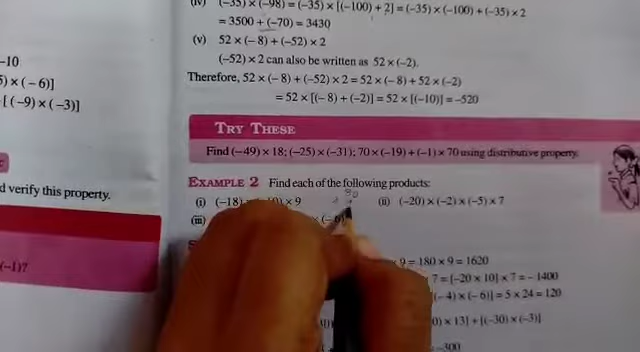 (iv) (−35)×(−98) = (−35) × [(−100) + 2] = (−35) × (−100) + (−35) × 2
= 3500 + (−70) = 3430
(v) 52 × (− 8) + (−52) × 2
(−52) × 2 can also be written as 52 × (−2).
Therefore, 52 × (− 8) + (−52) × 2 = 52 × (− 8) + 52 × (−2)
= 52 × [(− 8) + (−2)] = 52 × [(−10)] = −520
−10
5) × (− 6)]
[ (−9) × (−3)]
d verify this property.
(−1)?
TRY THESE
Find (−49) × 18; (−25) × (−31); 70 × (−19) + (−1) × 70 using distributive property.
EXAMPLE 2 Find each of the following products:
(i) (−18) × 9
(ii) (−20) × (−2) × (−5) × 7
(iii)
9 = 180 × 9 = 1620
7 = [−20 × 10] × 7 = − 1400
(− 4) × (− 6)] = 5 × 24 = 120
0) × 13] + [(−30) × (−3)]
−300